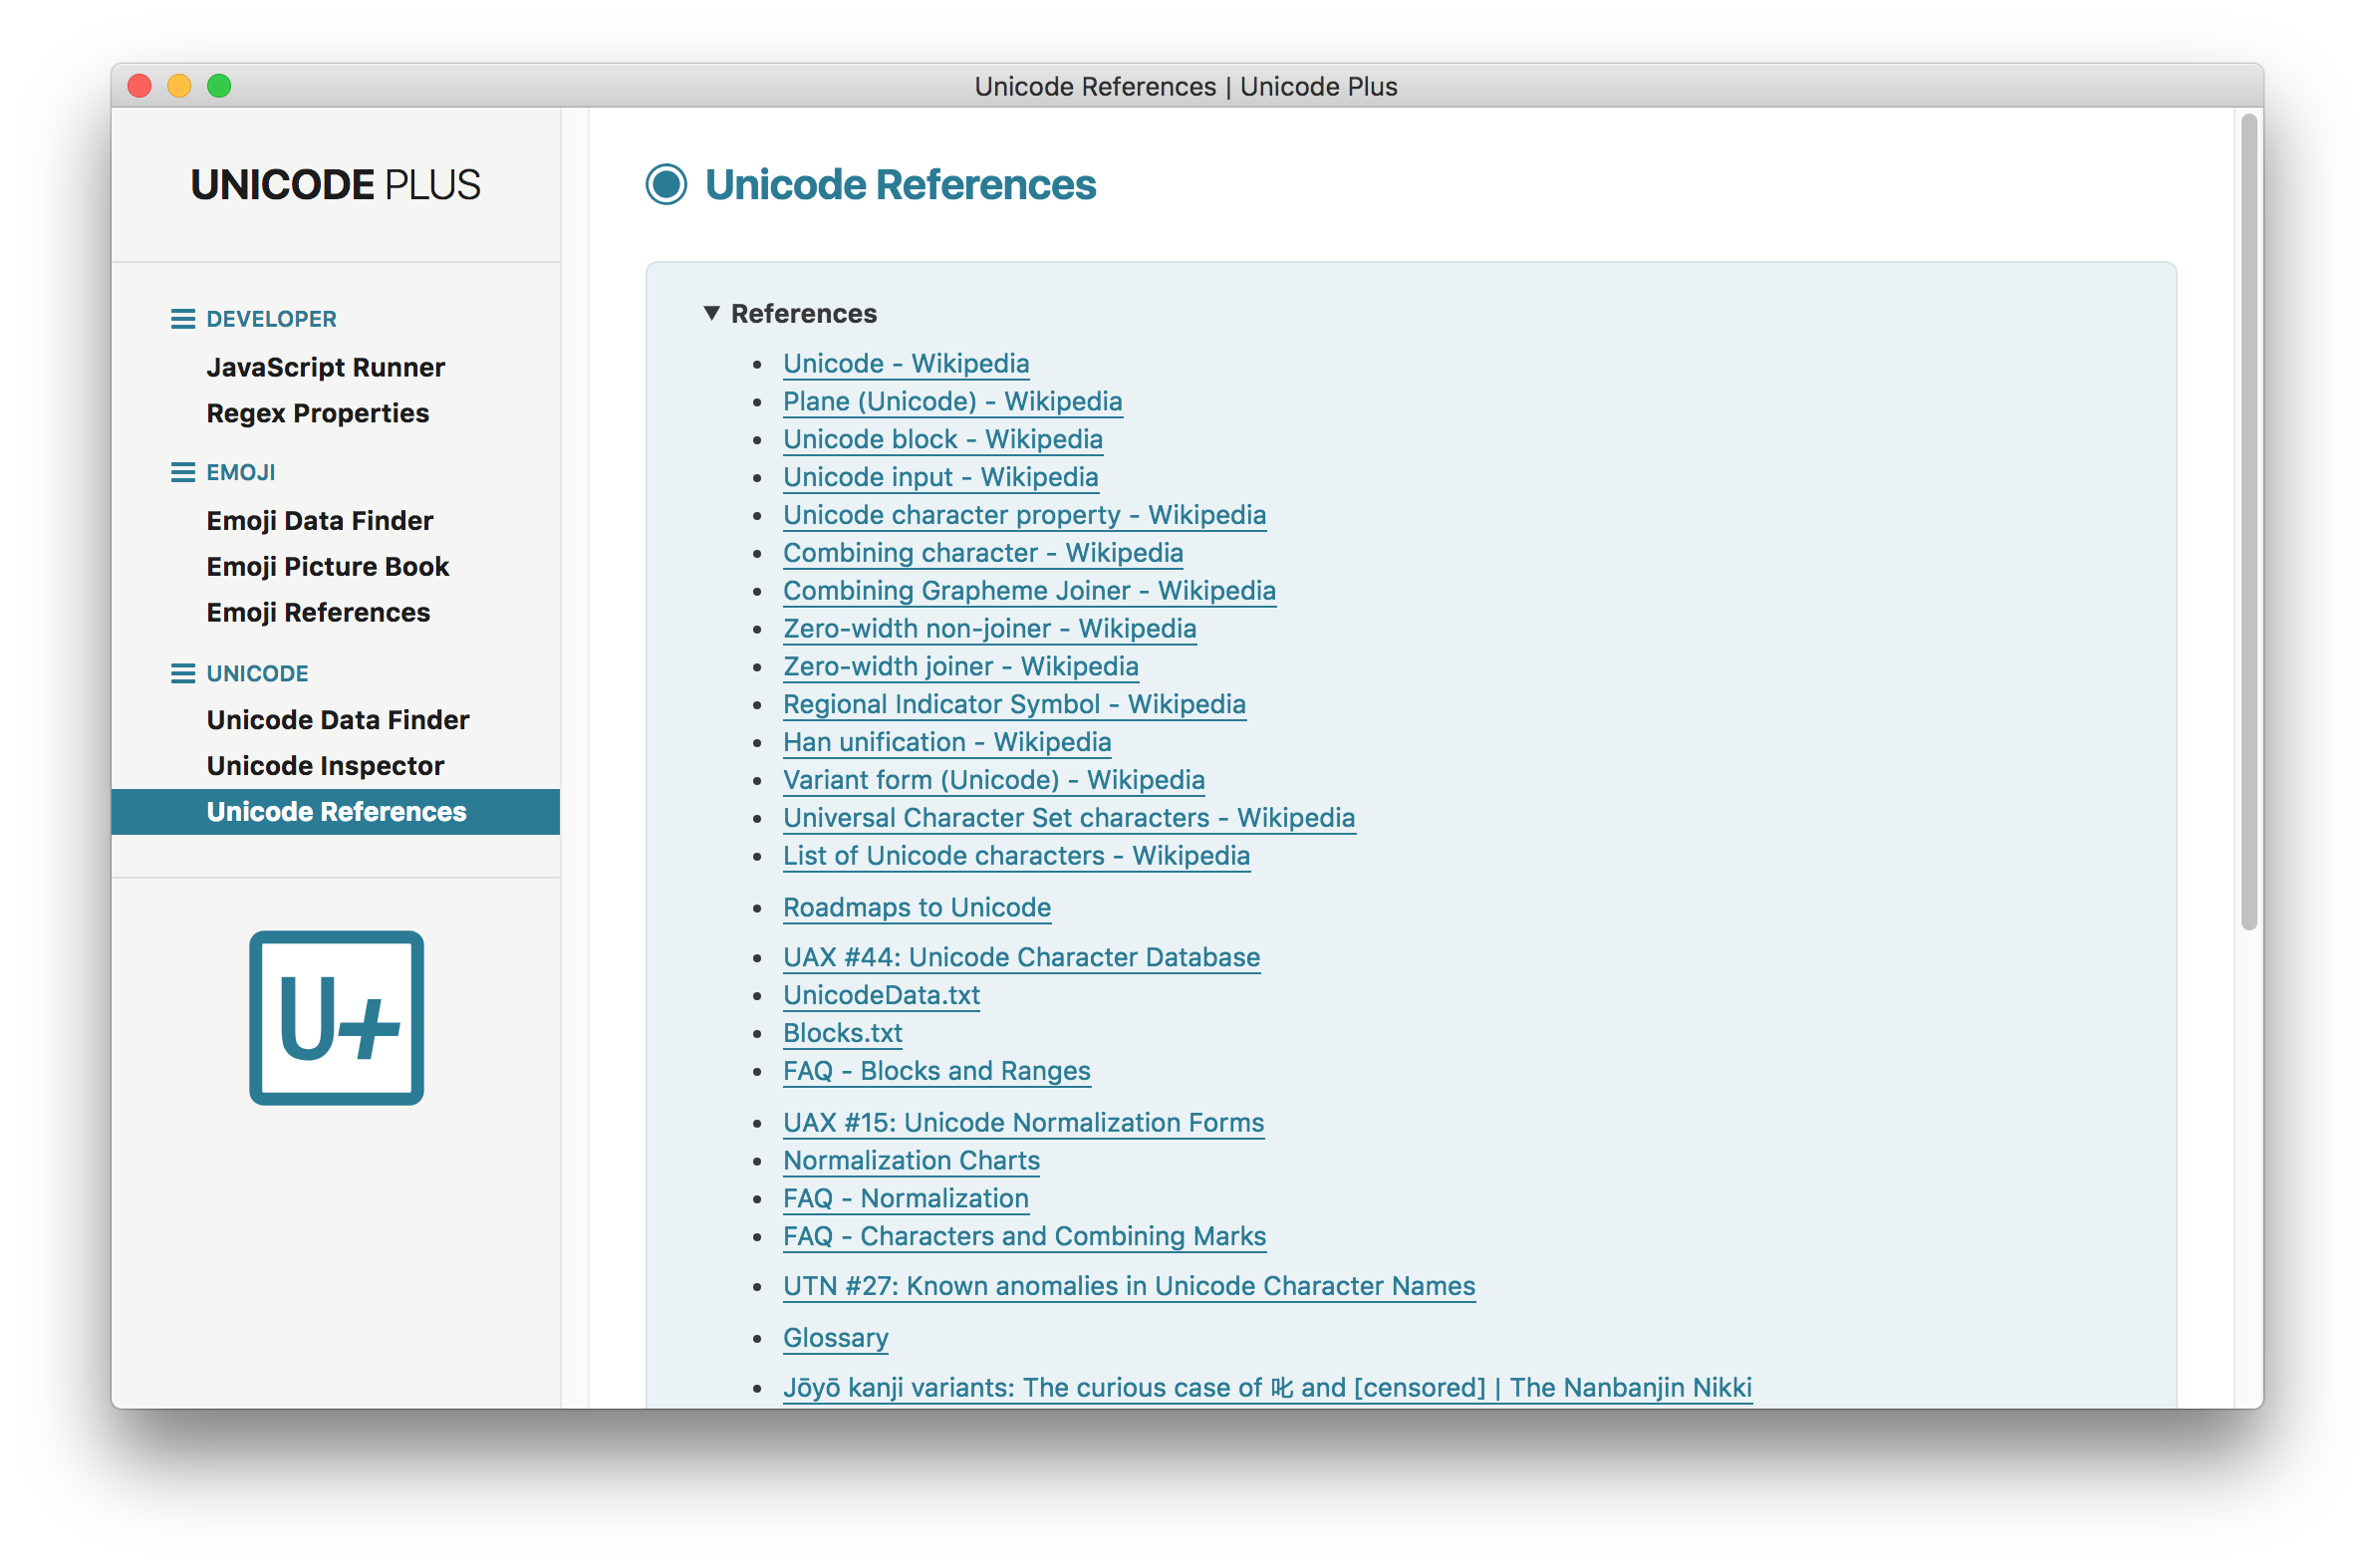 Unicode References | Unicode Plus
UNICODE PLUS
DEVELOPER
JavaScript Runner
Regex Properties
EMOJI
Emoji Data Finder
Emoji Picture Book
Emoji References
UNICODE
Unicode Data Finder
Unicode Inspector
Unicode References
U+
Unicode References
References
Unicode - Wikipedia
Plane (Unicode) - Wikipedia
Unicode block - Wikipedia
Unicode input - Wikipedia
Unicode character property - Wikipedia
Combining character - Wikipedia
Combining Grapheme Joiner - Wikipedia
Zero-width non-joiner - Wikipedia
Zero-width joiner - Wikipedia
Regional Indicator Symbol - Wikipedia
Han unification - Wikipedia
Variant form (Unicode) - Wikipedia
Universal Character Set characters - Wikipedia
List of Unicode characters - Wikipedia
Roadmaps to Unicode
UAX #44: Unicode Character Database
UnicodeData.txt
Blocks.txt
FAQ - Blocks and Ranges
UAX #15: Unicode Normalization Forms
Normalization Charts
FAQ - Normalization
FAQ - Characters and Combining Marks
UTN #27: Known anomalies in Unicode Character Names
Glossary
Jōyō kanji variants: The curious case of 叱 and [censored] | The Nanbanjin Nikki